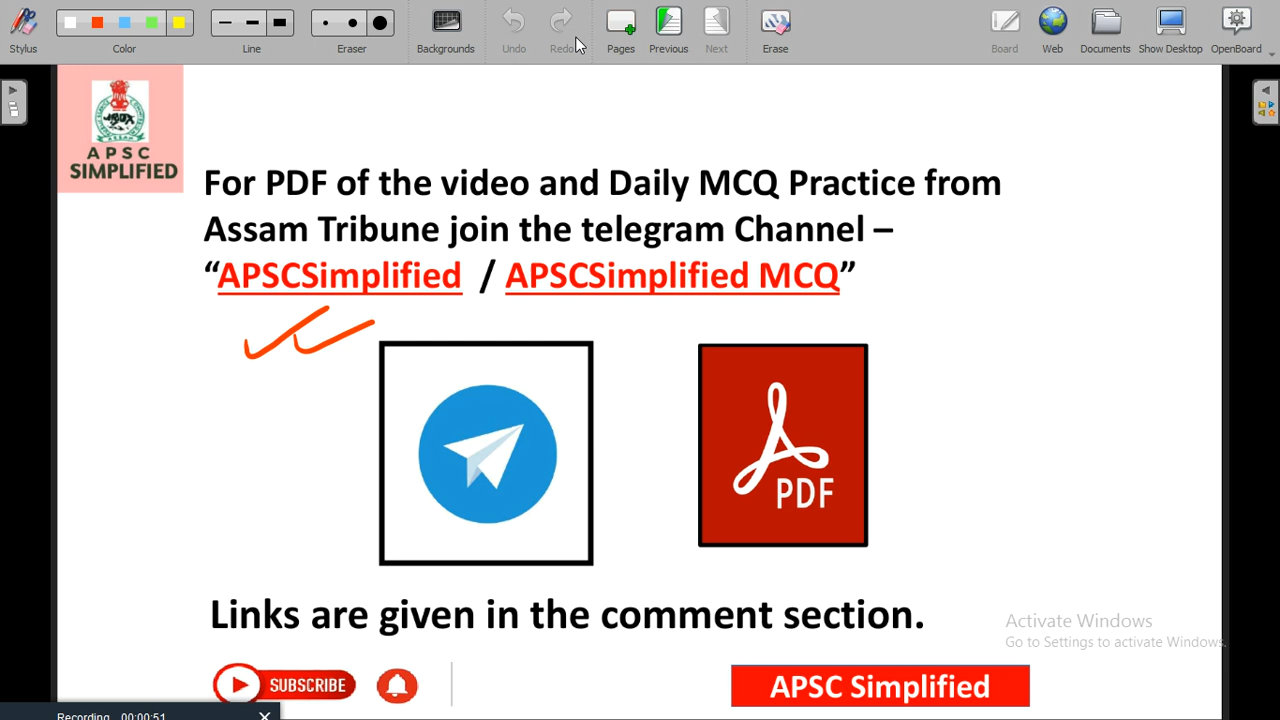 Stylus
Color
Line
Eraser
Backgrounds
Undo
Redo
Pages
Previous
Next
Erase
Board
Web
Documents
Show Desktop
OpenBoard
APSC
SIMPLIFIED
For PDF of the video and Daily MCQ Practice from
Assam Tribune join the telegram Channel –
“APSCSimplified / APSCSimplified MCQ”
PDF
Links are given in the comment section.
Activate Windows
Go to Settings to activate Windows.
SUBSCRIBE
APSC Simplified
Recording 00:00:51